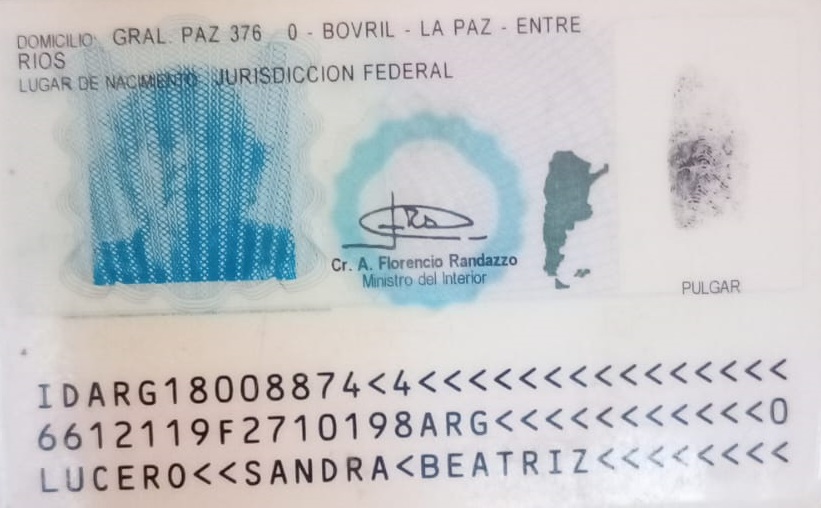 DOMICILIO: GRAL. PAZ 376 0 - BOVRIL - LA PAZ - ENTRE
RIOS
LUGAR DE NACIMIENTO: JURISDICCION FEDERAL
Cr. A. Florencio Randazzo
Ministro del Interior
PULGAR
IDARG18008874<4<<<<<<<<<<<<<<<
6612119F2710198ARG<<<<<<<<<<<0
LUCERO<<SANDRA<BEATRIZ<<<<<<<<